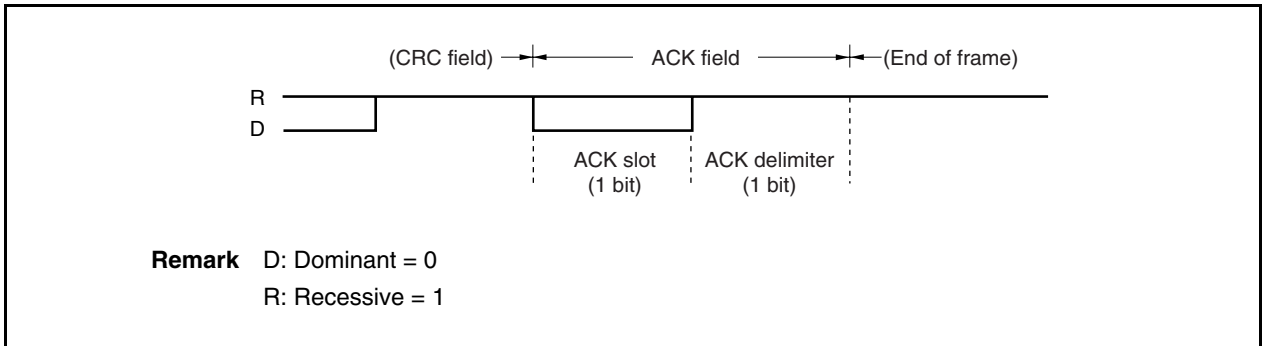 (CRC field) ACK field (End of frame)
R
D
ACK slot ACK delimiter
(1 bit) (1 bit)
Remark D: Dominant = 0
R: Recessive = 1